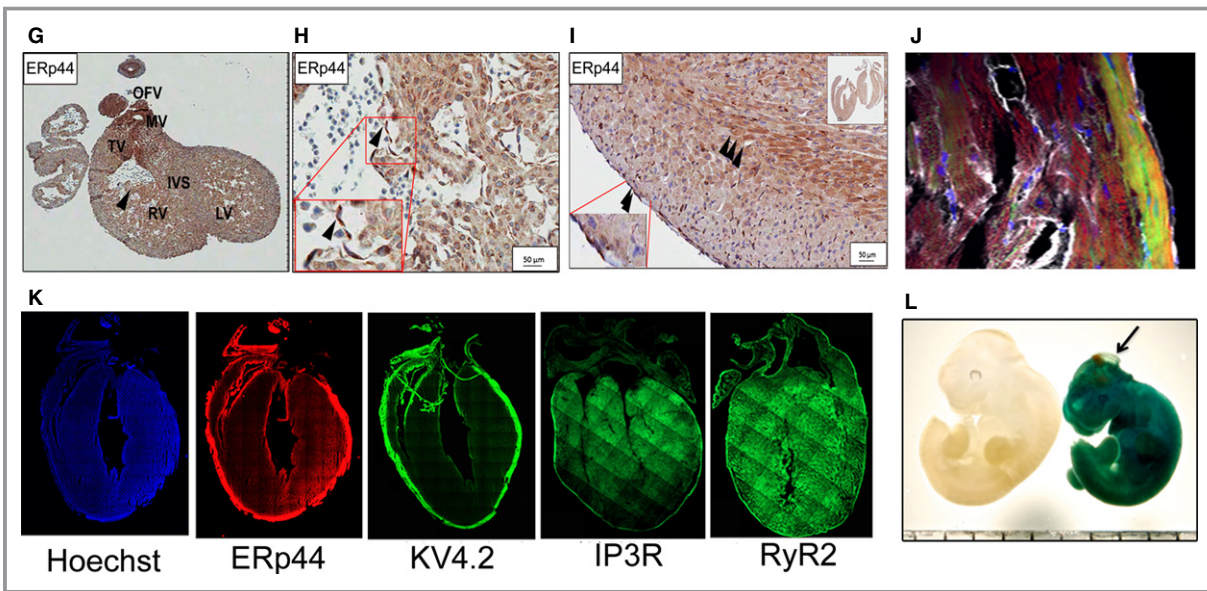 G
H
I
J
ERp44
ERp44
ERp44
OFV
MV
TV
IVS
RV
LV
50 µm
50 µm
K
L
Hoechst
ERp44
KV4.2
IP3R
RyR2